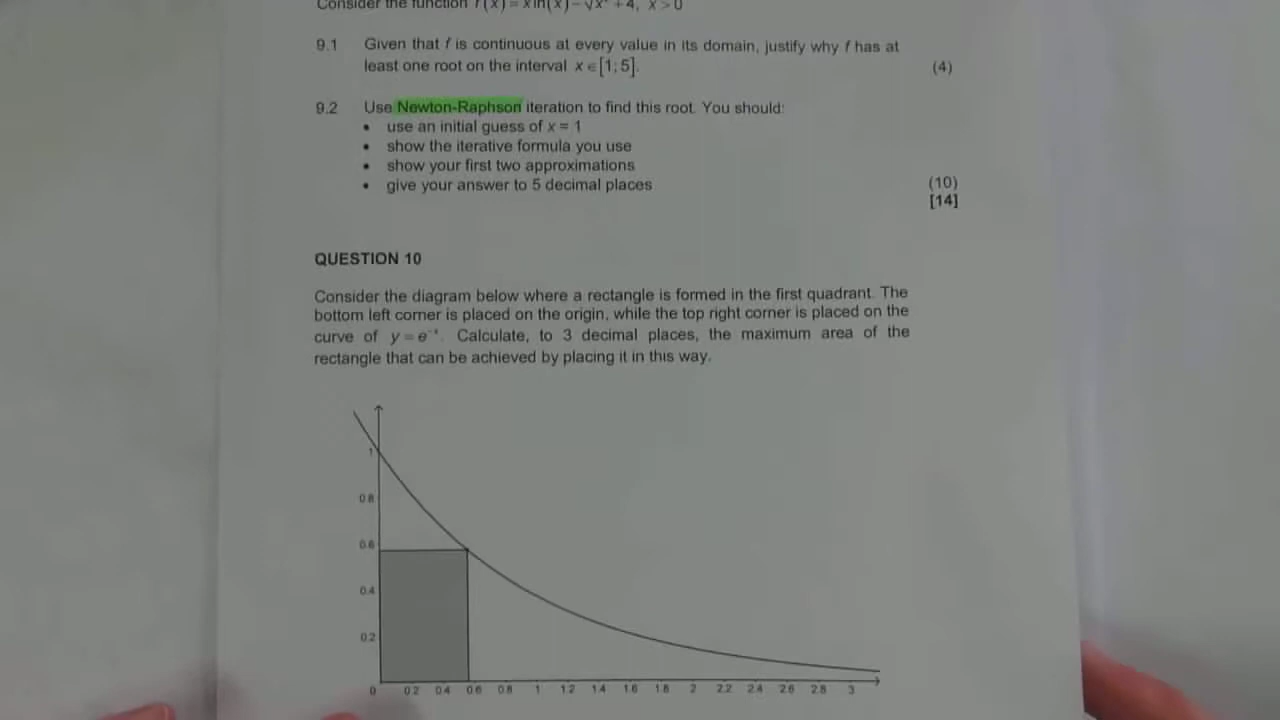 Consider the function f(x) = x ln(x) − √x² + 4, x > 0
9.1 Given that f is continuous at every value in its domain, justify why f has at
least one root on the interval x ∈ [1; 5]. (4)
9.2 Use Newton-Raphson iteration to find this root. You should:
• use an initial guess of x = 1
• show the iterative formula you use
• show your first two approximations
• give your answer to 5 decimal places (10)
[14]
QUESTION 10
Consider the diagram below where a rectangle is formed in the first quadrant. The
bottom left corner is placed on the origin, while the top right corner is placed on the
curve of y = e⁻ˣ. Calculate, to 3 decimal places, the maximum area of the
rectangle that can be achieved by placing it in this way.
1
0.8
0.6
0.4
0.2
0 0.2 0.4 0.6 0.8 1 1.2 1.4 1.6 1.8 2 2.2 2.4 2.6 2.8 3